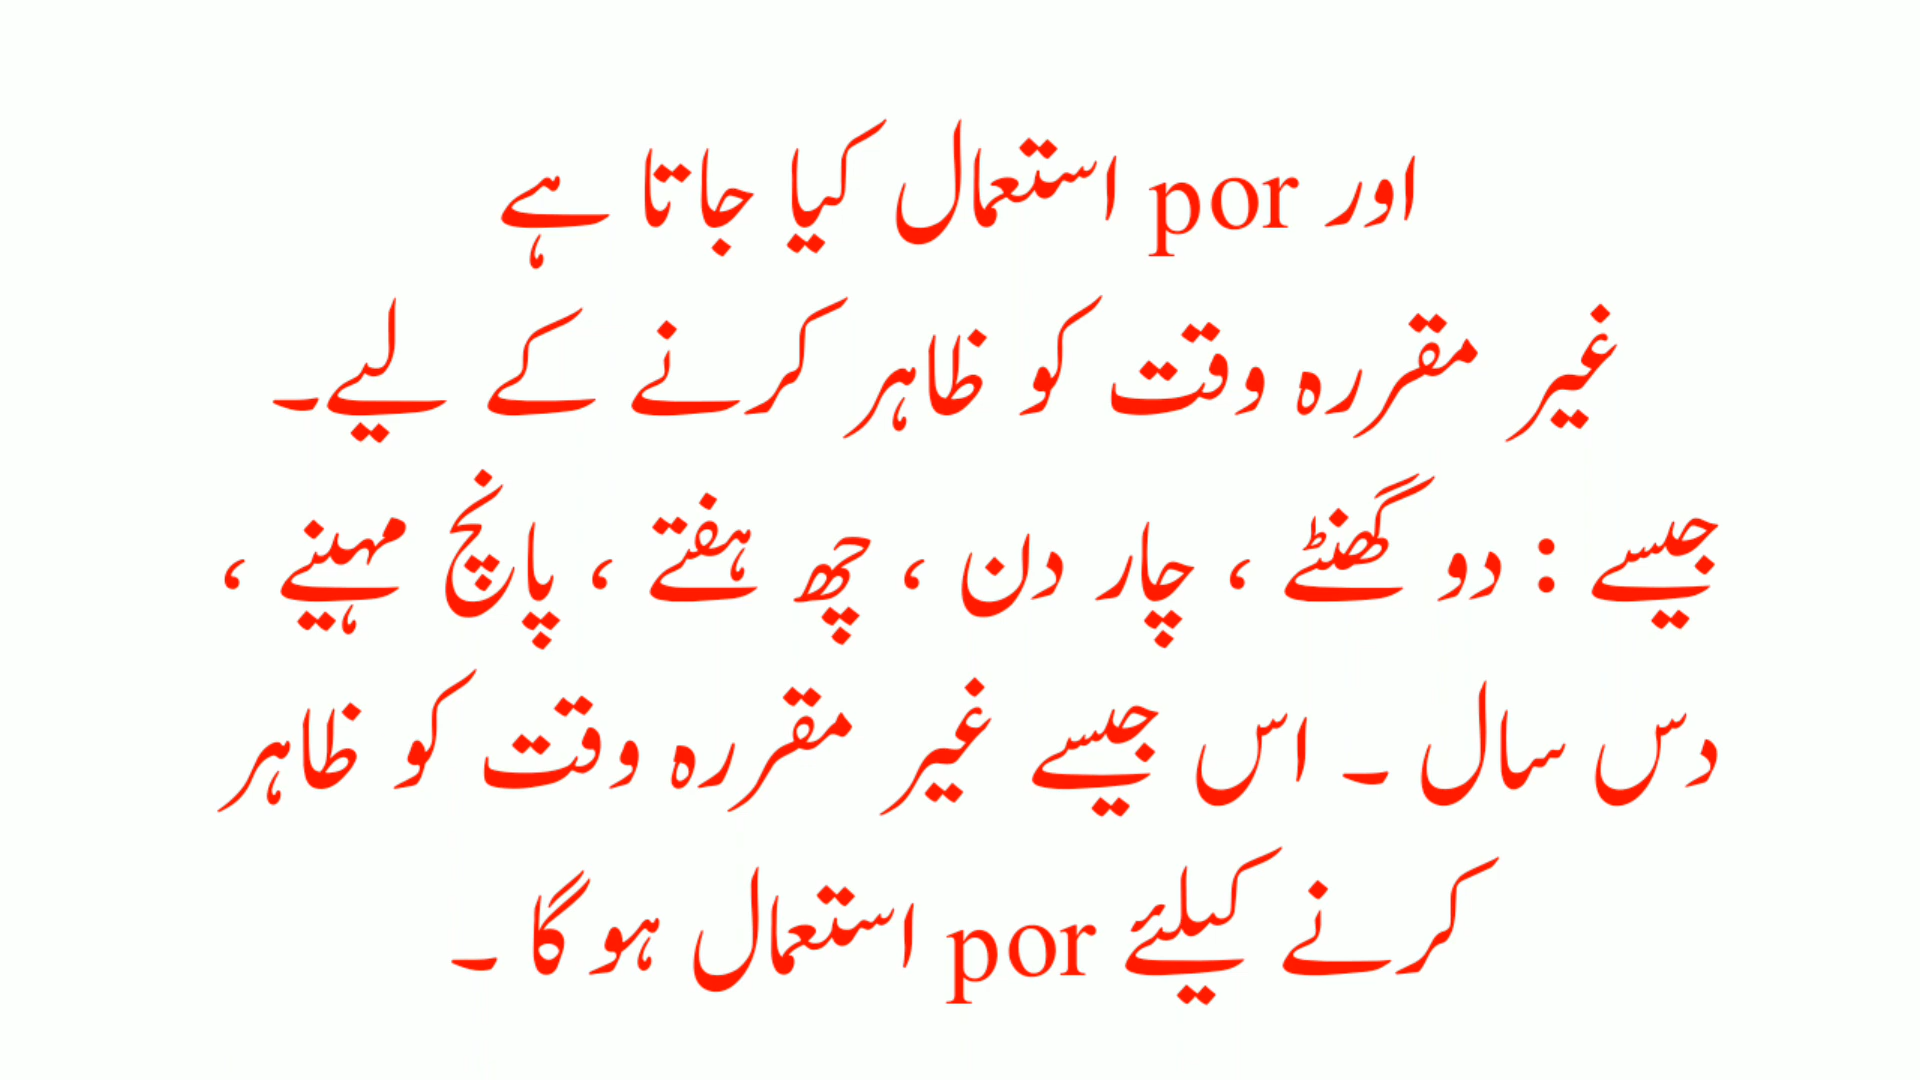 اور por استعمال کیا جاتا ہے
غیر مقررہ وقت کو ظاہر کرنے کے لیے۔
جیسے : دو گھنٹے ، چار دن ، چھ ہفتے ، پانچ مہینے ،
دس سال ۔ اس جیسے غیر مقررہ وقت کو ظاہر
کرنے کیلئے por استعمال ہو گا ۔